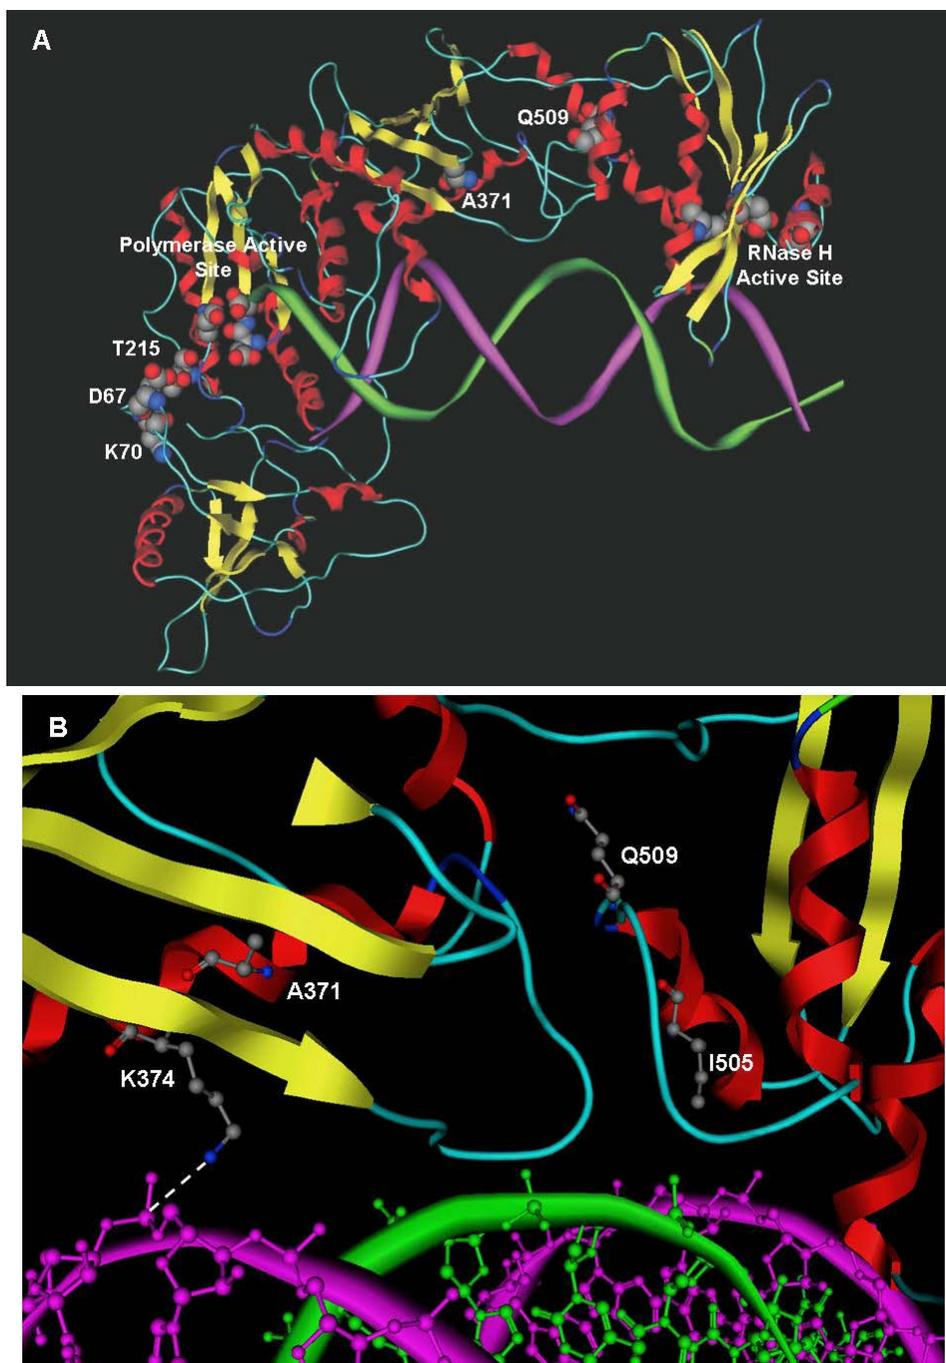 A
Q509
A371
Polymerase Active
Site
RNase H
Active Site
T215
D67
K70
B
Q509
A371
I505
K374